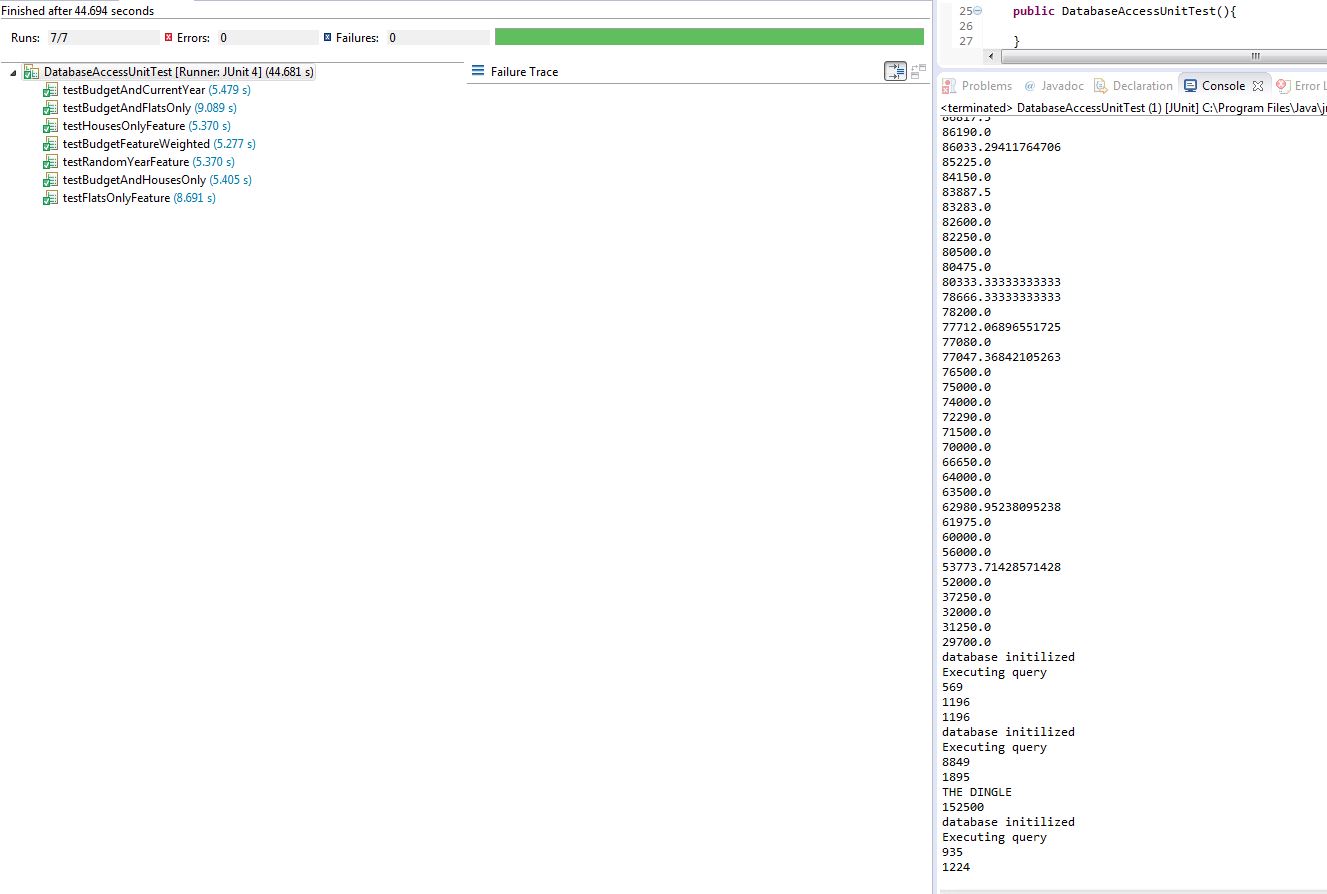 Finished after 44.694 seconds
Runs: 7/7 Errors: 0 Failures: 0
DatabaseAccessUnitTest [Runner: JUnit 4] (44.681 s)
testBudgetAndCurrentYear (5.479 s)
testBudgetAndFlatsOnly (9.089 s)
testHousesOnlyFeature (5.370 s)
testBudgetFeatureWeighted (5.277 s)
testRandomYearFeature (5.370 s)
testBudgetAndHousesOnly (5.405 s)
testFlatsOnlyFeature (8.691 s)
Failure Trace
25 public DatabaseAccessUnitTest(){
26
27 }
Problems @ Javadoc Declaration Console Error L
<terminated> DatabaseAccessUnitTest (1) [JUnit] C:\Program Files\Java\j
86817.5
86190.0
86033.29411764706
85225.0
84150.0
83887.5
83283.0
82600.0
82250.0
80500.0
80475.0
80333.33333333333
78666.33333333333
78200.0
77712.06896551725
77080.0
77047.36842105263
76500.0
75000.0
74000.0
72290.0
71500.0
70000.0
66650.0
64000.0
63500.0
62980.95238095238
61975.0
60000.0
56000.0
53773.71428571428
52000.0
37250.0
32000.0
31250.0
29700.0
database initilized
Executing query
569
1196
1196
database initilized
Executing query
8849
1895
THE DINGLE
152500
database initilized
Executing query
935
1224